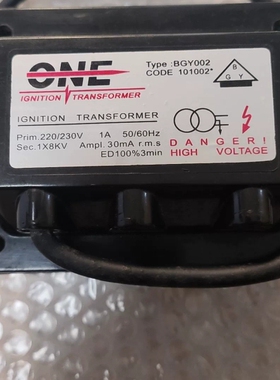 ONE
IGNITION TRANSFORMER
Type :BGY002
CODE 101002*
B
G Y
IGNITION TRANSFORMER
Prim.220/230V 1A 50/60Hz
Sec.1X8KV Ampl.30mA r.m.s
ED100%3min
DANGER!
HIGH VOLTAGE